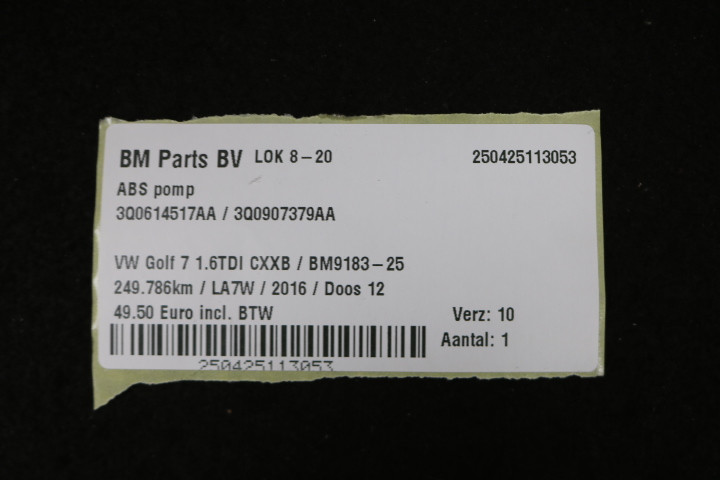 BM Parts BV LOK 8-20 250425113053
ABS pomp
3Q0614517AA / 3Q0907379AA
VW Golf 7 1.6TDI CXXB / BM9183-25
249.786km / LA7W / 2016 / Doos 12
49.50 Euro incl. BTW Verz: 10
Aantal: 1
250425113053